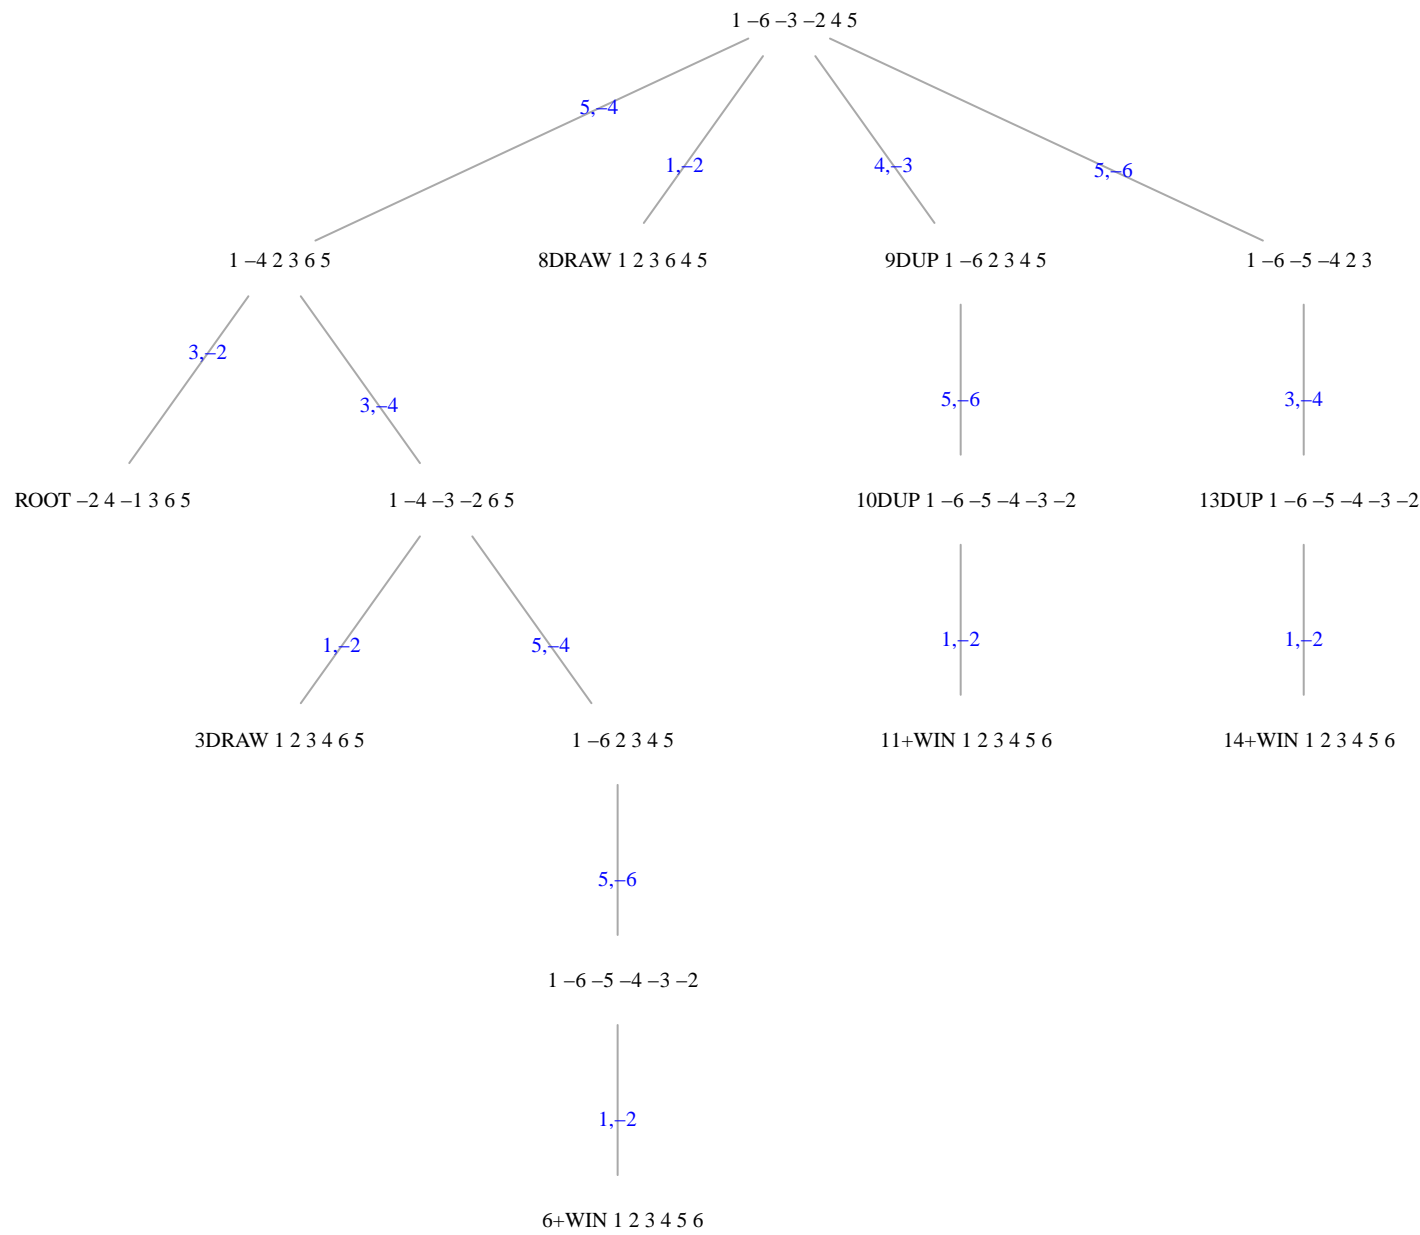 1 –6 –3 –2 4 5
5,–4
1,–2
4,–3
5,–6
1 –4 2 3 6 5
8DRAW 1 2 3 6 4 5
9DUP 1 –6 2 3 4 5
1 –6 –5 –4 2 3
3,–2
3,–4
5,–6
3,–4
ROOT –2 4 –1 3 6 5
1 –4 –3 –2 6 5
10DUP 1 –6 –5 –4 –3 –2
13DUP 1 –6 –5 –4 –3 –2
1,–2
5,–4
1,–2
1,–2
3DRAW 1 2 3 4 6 5
1 –6 2 3 4 5
11+WIN 1 2 3 4 5 6
14+WIN 1 2 3 4 5 6
5,–6
1 –6 –5 –4 –3 –2
1,–2
6+WIN 1 2 3 4 5 6